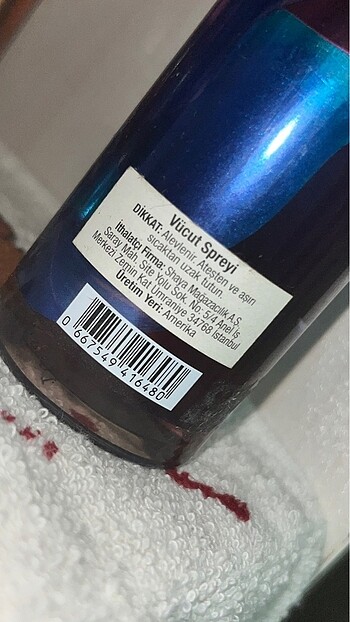 Vücut Spreyi
DİKKAT: Alevlenir. Ateşten ve aşırı
sıcaktan uzak tutun.
İthalatçı Firma: Shaya Mağazacılık A.Ş.
Saray Mah. Site Yolu Sok. No: 5/4 Anel İş
Merkezi Zemin Kat Ümraniye 34768 İstanbul
Üretim Yeri: Amerika
0 667549 416480